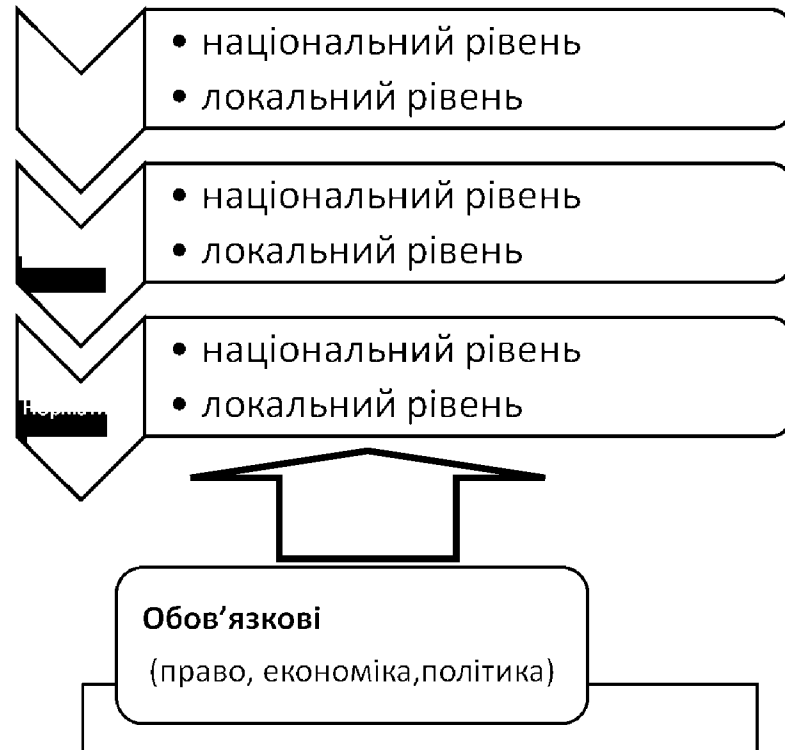 • національний рівень
• локальний рівень
• національний рівень
• локальний рівень
• національний рівень
• локальний рівень
Обов’язкові
(право, економіка,політика)